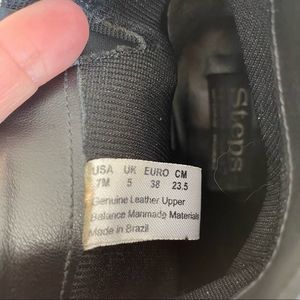 Steps
USA UK EURO CM
7M 5 38 23.5
Genuine Leather Upper
Balance Manmade Materials
Made in Brazil